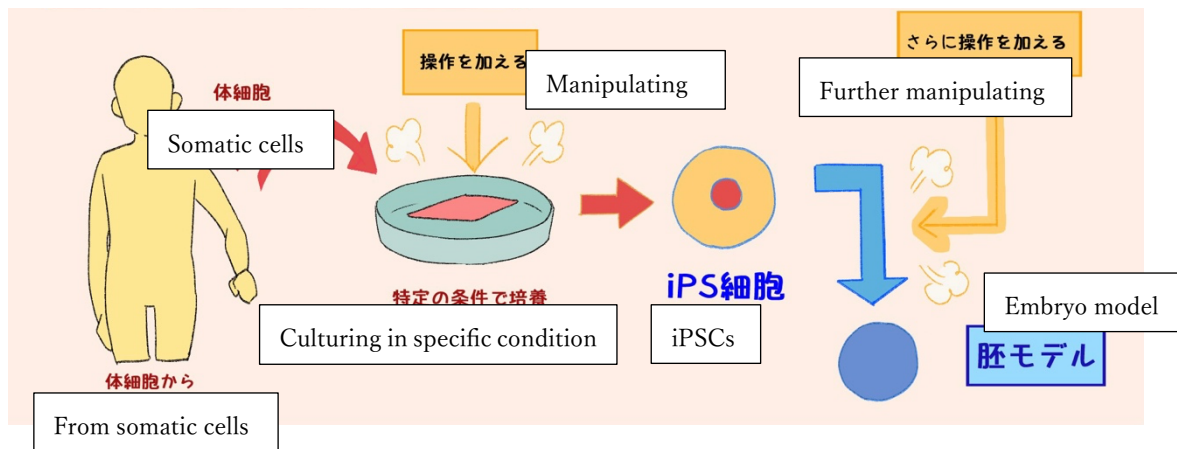 体細胞
Somatic cells
操作を加える
Manipulating
さらに操作を加える
Further manipulating
特定の条件で培養
Culturing in specific condition
iPS細胞
iPSCs
Embryo model
胚モデル
体細胞から
From somatic cells